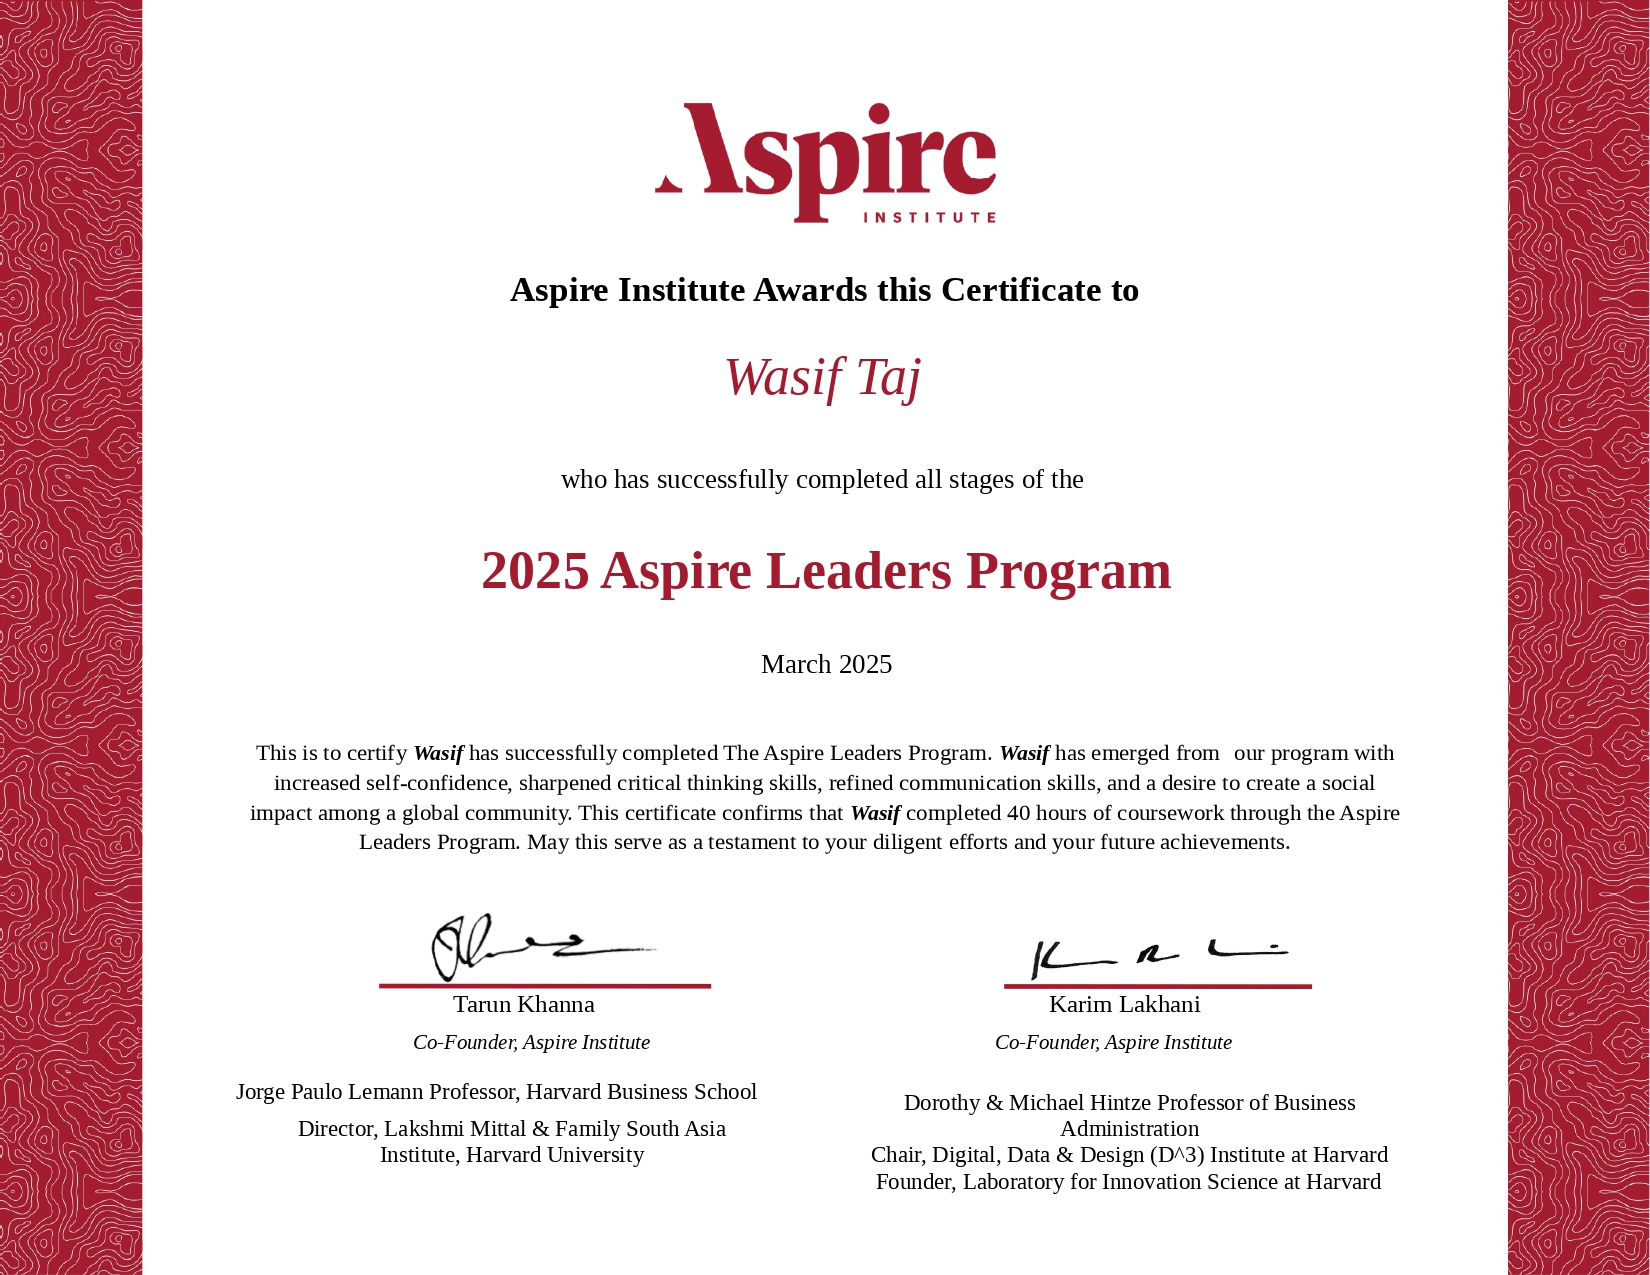 Aspire
INSTITUTE
Aspire Institute Awards this Certificate to
Wasif Taj
who has successfully completed all stages of the
2025 Aspire Leaders Program
March 2025
This is to certify Wasif has successfully completed The Aspire Leaders Program. Wasif has emerged from our program with
increased self-confidence, sharpened critical thinking skills, refined communication skills, and a desire to create a social
impact among a global community. This certificate confirms that Wasif completed 40 hours of coursework through the Aspire
Leaders Program. May this serve as a testament to your diligent efforts and your future achievements.
Tarun Khanna
Co-Founder, Aspire Institute
Jorge Paulo Lemann Professor, Harvard Business School
Director, Lakshmi Mittal & Family South Asia
Institute, Harvard University
Karim Lakhani
Co-Founder, Aspire Institute
Dorothy & Michael Hintze Professor of Business
Administration
Chair, Digital, Data & Design (D^3) Institute at Harvard
Founder, Laboratory for Innovation Science at Harvard